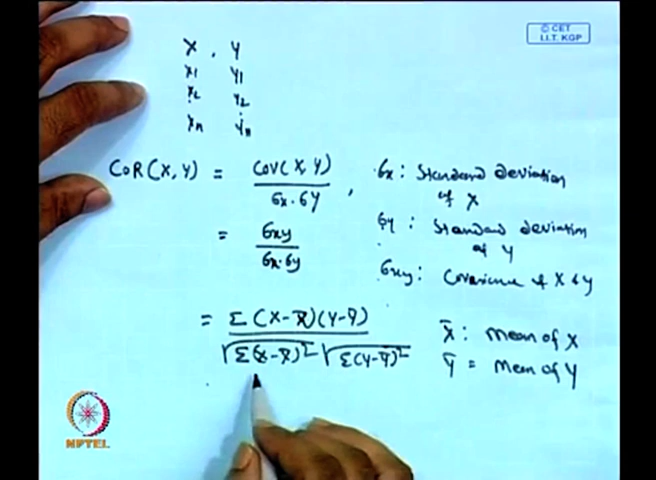 © CET
I.I.T. KGP
X , Y
x1 y1
x2 y2
xn yn
COR(X,Y) = COV(X,Y) / σx·σy ,
σx : Standard deviation
of X
= σxy / σx·σy
σy : Standard deviation
of Y
σxy : Covariance of X & Y
= Σ(X-X̄)(Y-Ȳ) / √Σ(X-X̄)² √Σ(Y-Ȳ)²
X̄ : Mean of X
Ȳ = Mean of Y
NPTEL